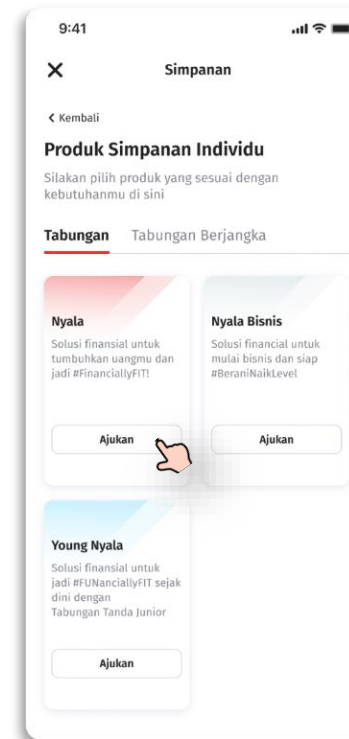 9:41
Simpanan
Kembali
Produk Simpanan Individu
Silakan pilih produk yang sesuai dengan
kebutuhanmu di sini
Tabungan
Tabungan Berjangka
Nyala
Solusi finansial untuk
tumbuhkan uangmu dan
jadi #FinanciallyFIT!
Ajukan
Nyala Bisnis
Solusi financial untuk
mulai bisnis dan siap
#BeraniNaikLevel
Ajukan
Young Nyala
Solusi finansial untuk
jadi #FUNanciallyFIT sejak
dini dengan
Tabungan Tanda Junior
Ajukan